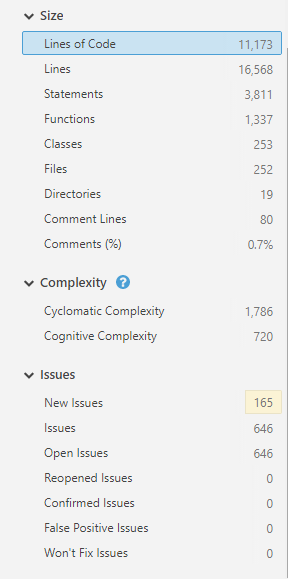 Size
Lines of Code 11,173
Lines 16,568
Statements 3,811
Functions 1,337
Classes 253
Files 252
Directories 19
Comment Lines 80
Comments (%) 0.7%
Complexity ?
Cyclomatic Complexity 1,786
Cognitive Complexity 720
Issues
New Issues 165
Issues 646
Open Issues 646
Reopened Issues 0
Confirmed Issues 0
False Positive Issues 0
Won't Fix Issues 0